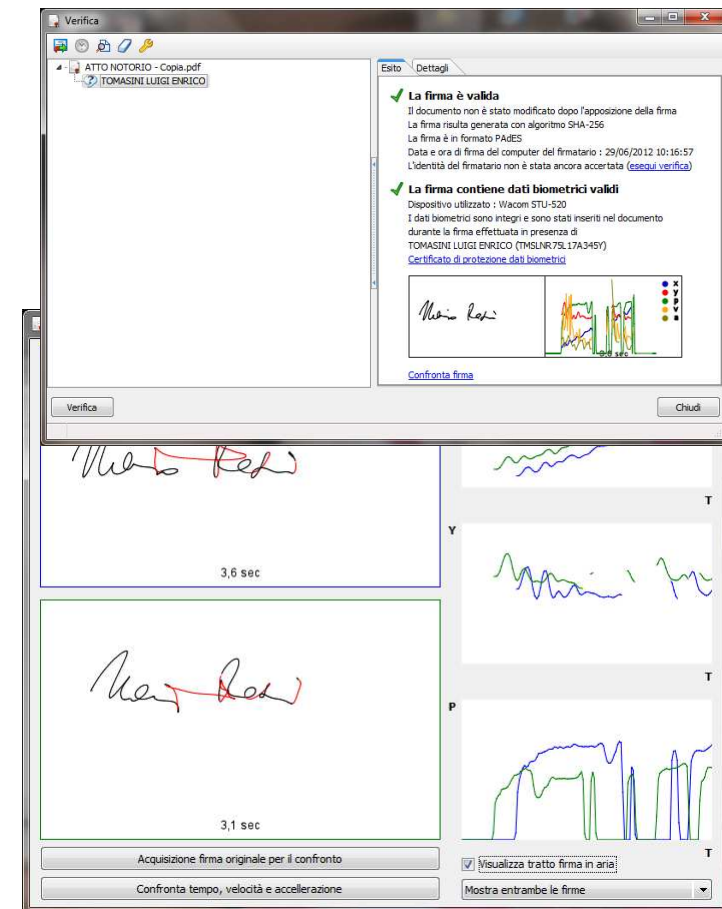 Verifica
ATTO NOTORIO - Copia.pdf
TOMASINI LUIGI ENRICO
Esito Dettagli
La firma è valida
Il documento non è stato modificato dopo l'apposizione della firma
La firma risulta generata con algoritmo SHA-256
La firma è in formato PAdES
Data e ora di firma del computer del firmatario : 29/06/2012 10:16:57
L'identità del firmatario non è stata ancora accertata (esegui verifica)
La firma contiene dati biometrici validi
Dispositivo utilizzato : Wacom STU-520
I dati biometrici sono integri e sono stati inseriti nel documento
durante la firma effettuata in presenza di
TOMASINI LUIGI ENRICO (TMSLNR75L17A345Y)
Certificato di protezione dati biometrici
x
y
p
v
a
sec
Confronta firma
Verifica
Chiudi
T
Y
3,6 sec
T
P
3,1 sec
T
Acquisizione firma originale per il confronto
Visualizza tratto firma in aria
Confronta tempo, velocità e accellerazione
Mostra entrambe le firme